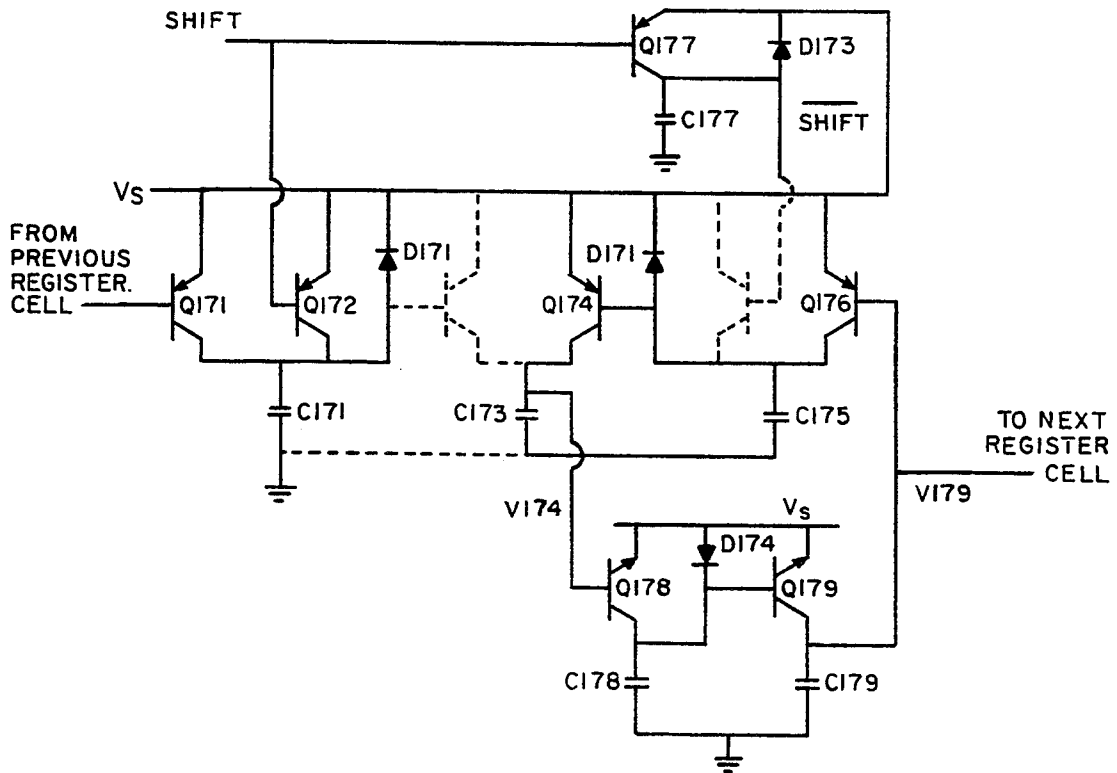 SHIFT
Q177
D173
C177
SHIFT
VS
FROM
PREVIOUS
REGISTER.
CELL
Q171
Q172
D171
Q174
D171
Q176
C171
C173
C175
TO NEXT
REGISTER
CELL
V174
V179
VS
D174
Q178
Q179
C178
C179